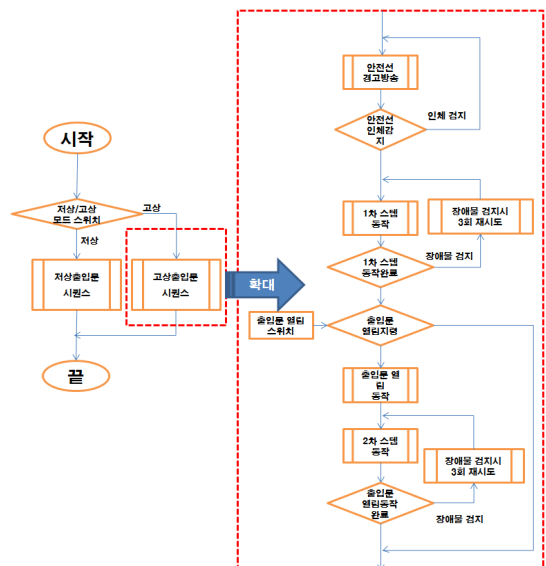 시작
저상/고상
모드 스위치
고상
저상
저상출입문
시퀀스
고상출입문
시퀀스
끝
확대
안전선
경고방송
안전선
인체감
지
인체 검지
1차 스텝
동작
장애물 검지시
3회 재시도
1차 스텝
동작완료
장애물 검지
출입문 열림
스위치
출입문
열림지령
출입문 열
림
동작
2차 스텝
동작
장애물 검지시
3회 재시도
출입문
열림동작
완료
장애물 검지